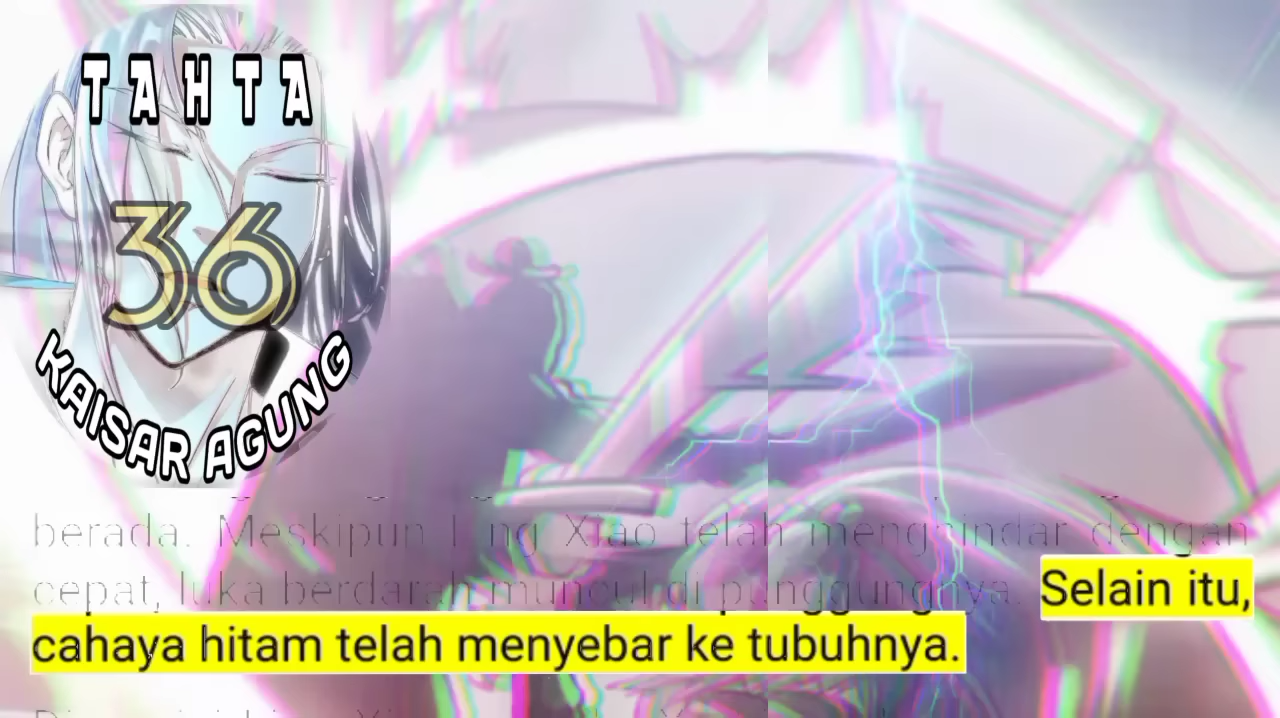 TAHTA
36
KAISAR AGUNG
berada. Meskipun Xiao telah menghindar dengan
cepat, luka berdarah muncul di punggungnya. Selain itu,
cahaya hitam telah menyebar ke tubuhnya.